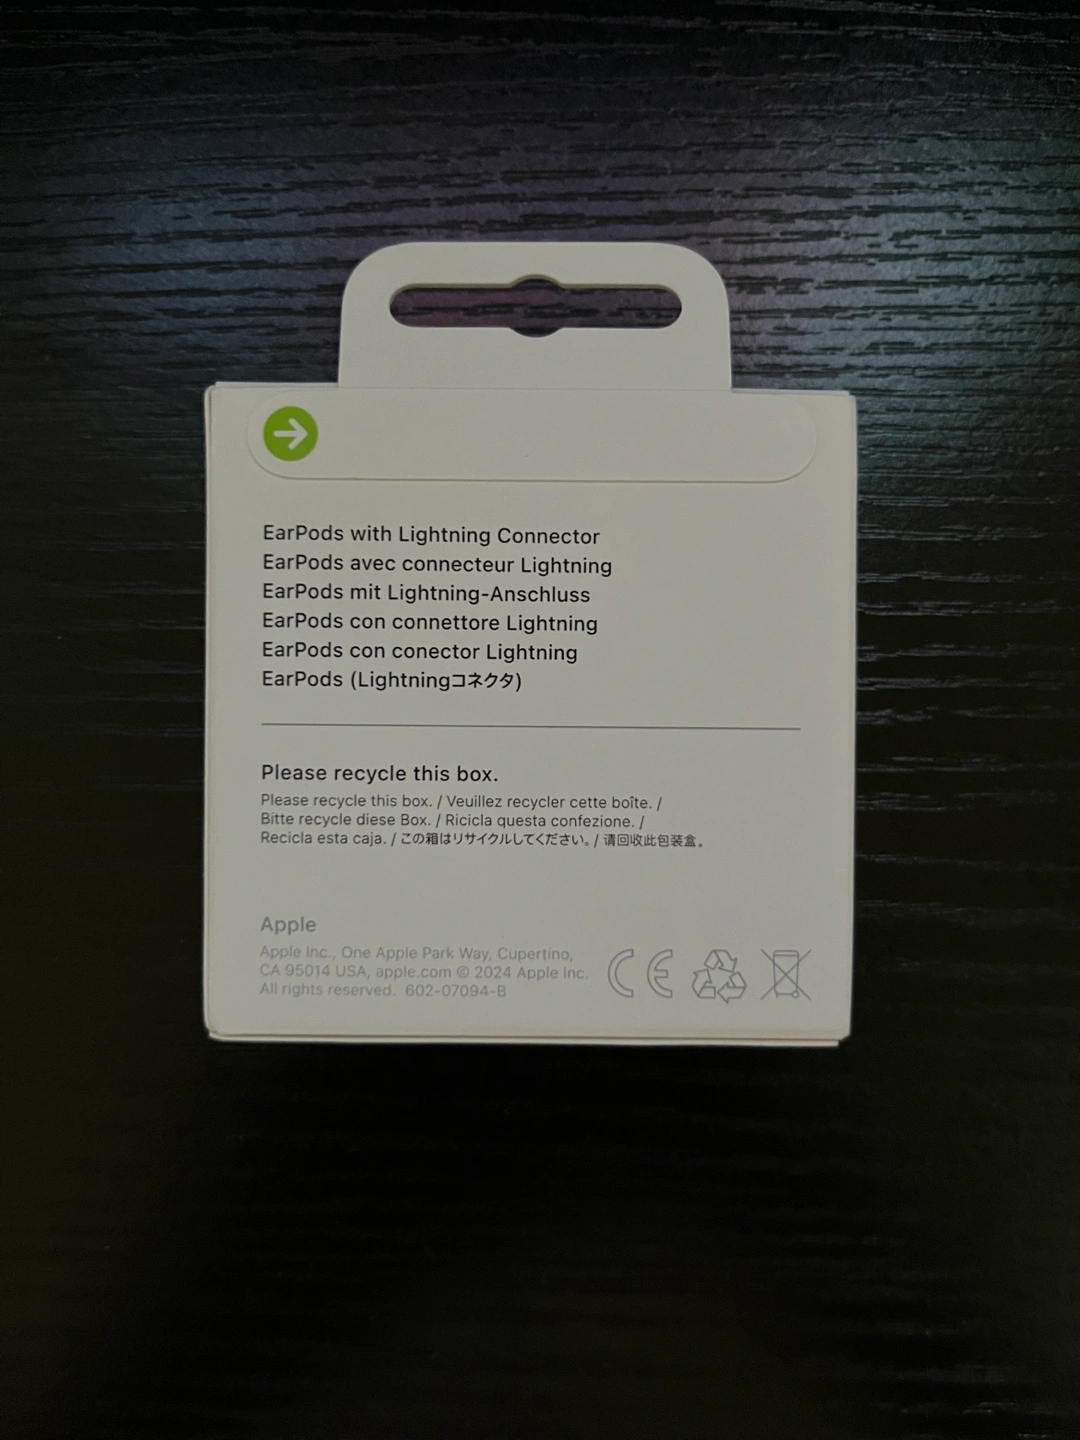 EarPods with Lightning Connector
EarPods avec connecteur Lightning
EarPods mit Lightning-Anschluss
EarPods con connettore Lightning
EarPods con conector Lightning
EarPods (Lightningコネクタ)
Please recycle this box.
Please recycle this box. / Veuillez recycler cette boîte. /
Bitte recycle diese Box. / Ricicla questa confezione. /
Recicla esta caja. / この箱はリサイクルしてください。/ 请回收此包装盒。
Apple
Apple Inc., One Apple Park Way, Cupertino,
CA 95014 USA, apple.com © 2024 Apple Inc.
All rights reserved. 602-07094-B
CE